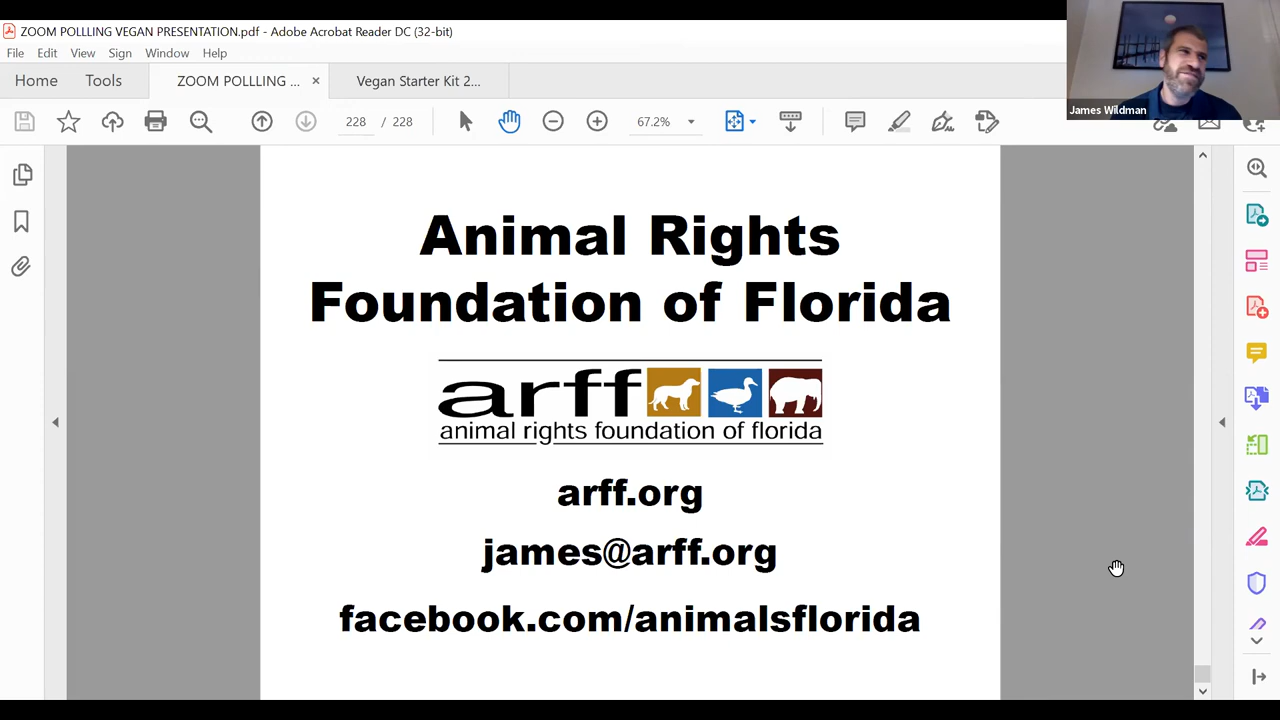 ZOOM POLLLING VEGAN PRESENTATION.pdf - Adobe Acrobat Reader DC (32-bit)
File Edit View Sign Window Help
Home Tools ZOOM POLLLING ... × Vegan Starter Kit 2...
228 / 228 67.2%
James Wildman
Animal Rights
Foundation of Florida
arff
animal rights foundation of florida
arff.org
james@arff.org
facebook.com/animalsflorida